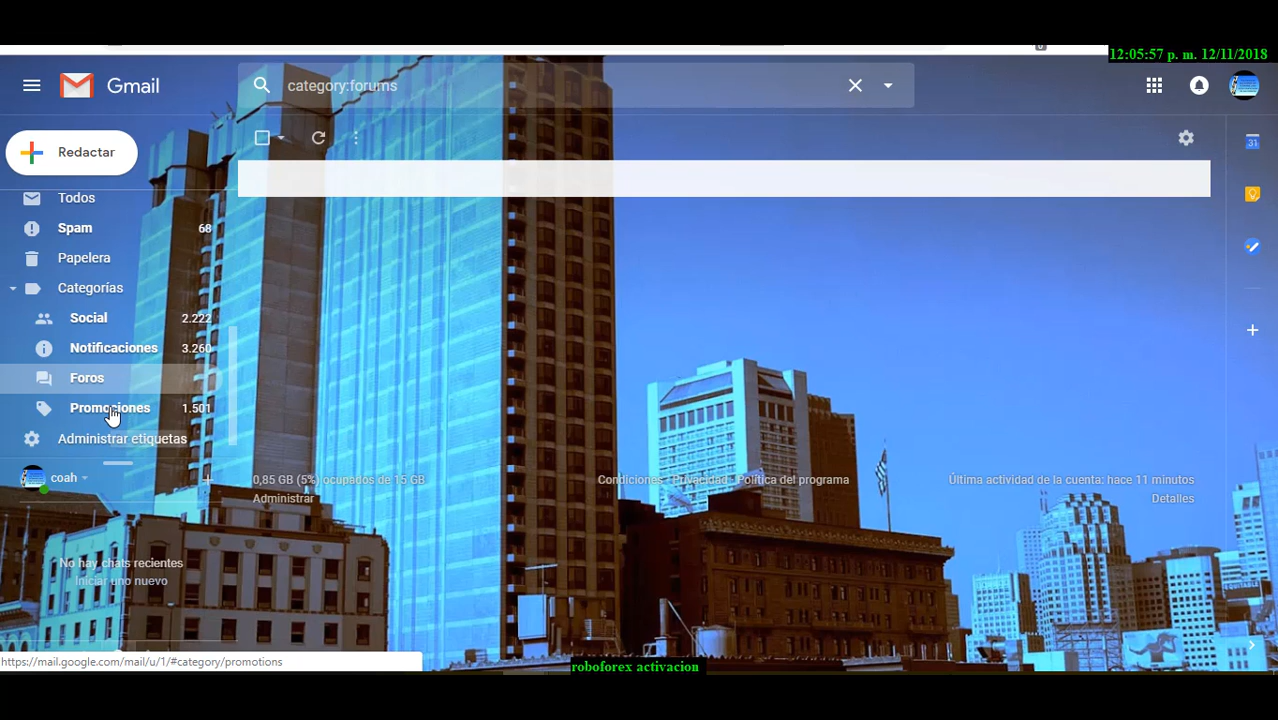 12:05:57 p. m. 12/11/2018
Gmail
category:forums
Redactar
Todos
Spam 68
Papelera
Categorías
Social 2.222
Notificaciones 3.260
Foros
Promociones 1.501
Administrar etiquetas
coah
0,85 GB (5%) ocupados de 15 GB
Administrar
Condiciones · Privacidad · Política del programa
Última actividad de la cuenta: hace 11 minutos
Detalles
No hay chats recientes
Iniciar uno nuevo
https://mail.google.com/mail/u/1/#category/promotions
roboforex activacion
31